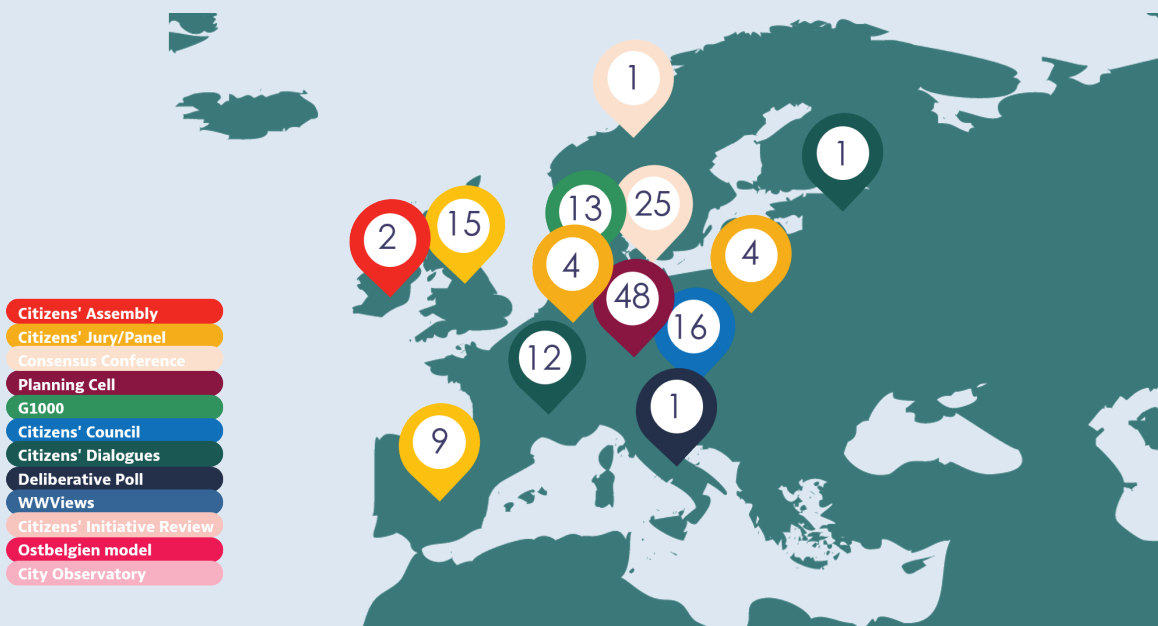 1
1
25
13
15
2
4
4
48
16
12
1
9
Citizens' Assembly
Citizens' Jury/Panel
Consensus Conference
Planning Cell
G1000
Citizens' Council
Citizens' Dialogues
Deliberative Poll
WWViews
Citizens' Initiative Review
Ostbelgien model
City Observatory